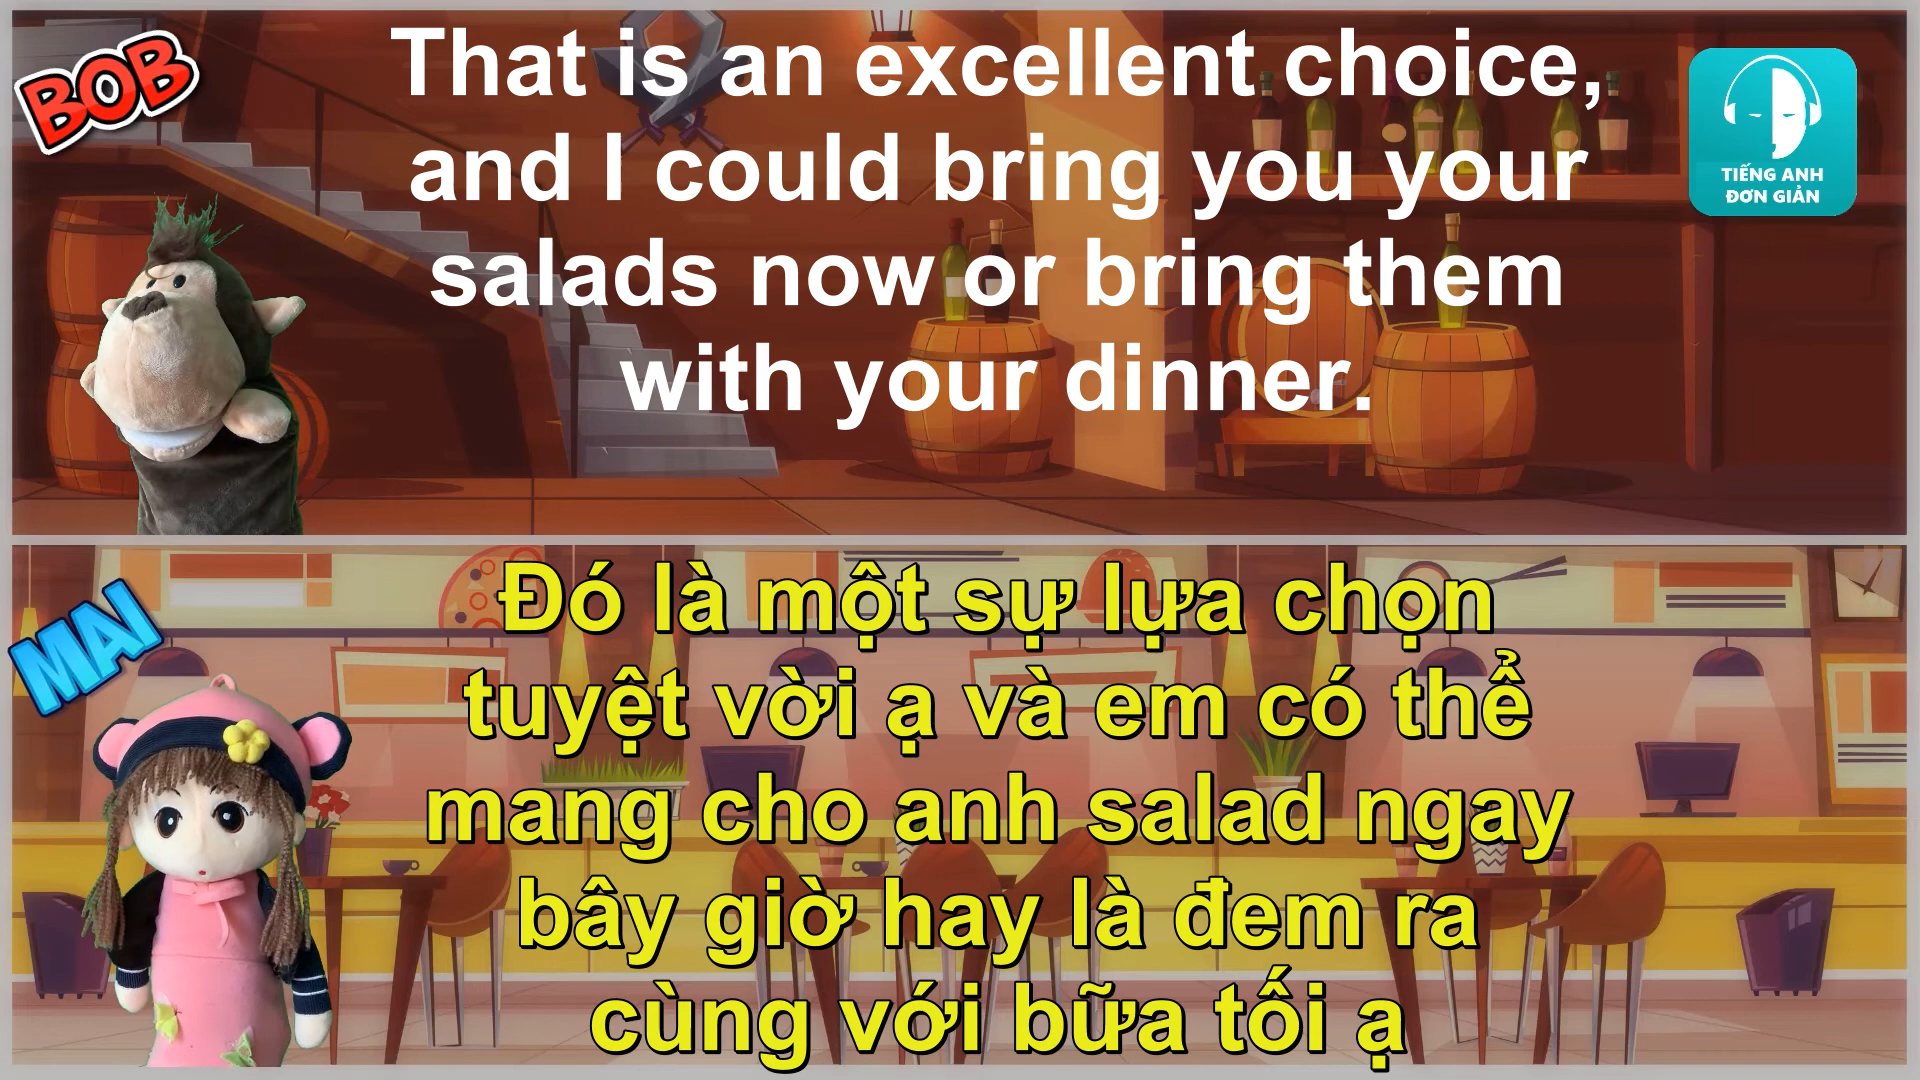 BOB
That is an excellent choice,
and I could bring you your
salads now or bring them
with your dinner.
TIẾNG ANH
ĐƠN GIẢN
MAI
Đó là một sự lựa chọn
tuyệt vời ạ và em có thể
mang cho anh salad ngay
bây giờ hay là đem ra
cùng với bữa tối ạ